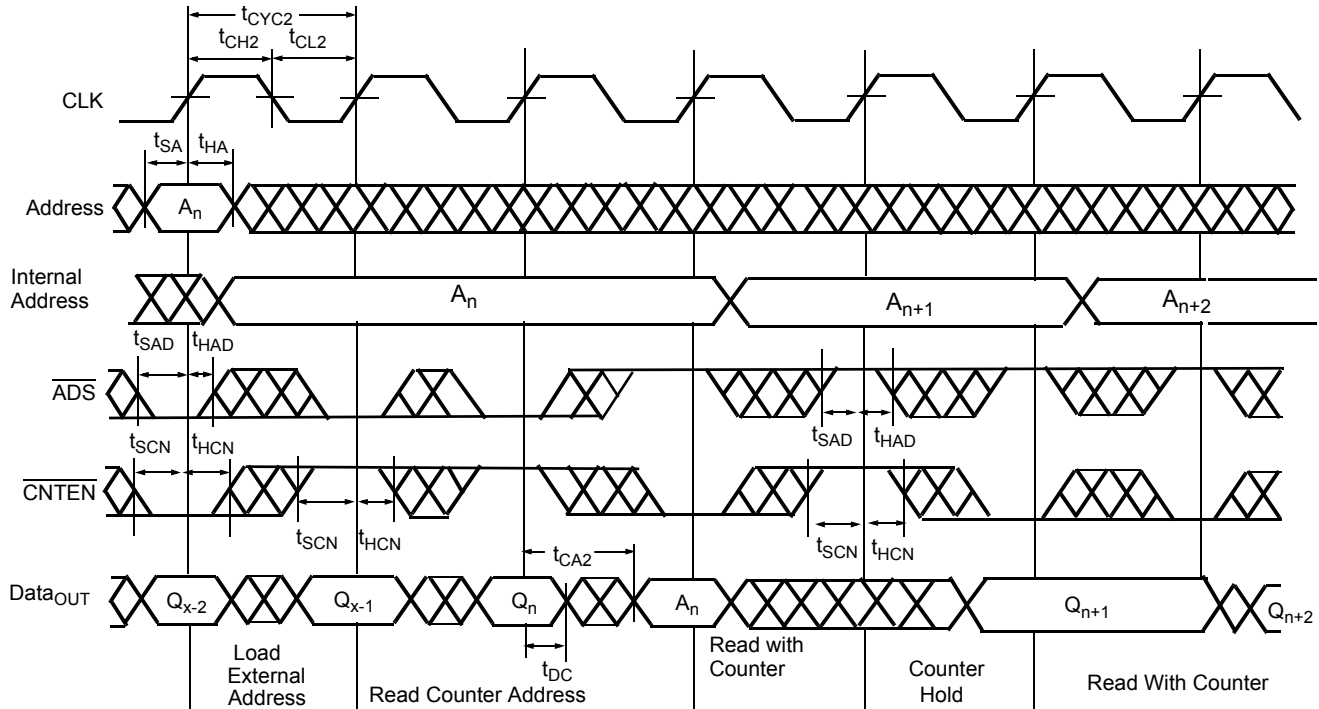 tCYC2
tCH2 tCL2
CLK
tSA tHA
Address An
Internal
Address
An An+1 An+2
tSAD tHAD
ADS
tSCN tHCN tSAD tHAD
CNTEN
tSCN tHCN tSCN tHCN
tCA2
DataOUT Qx-2 Qx-1 Qn An Qn+1 Qn+2
tDC
Load
External
Address
Read Counter Address
Read with
Counter
Counter
Hold
Read With Counter